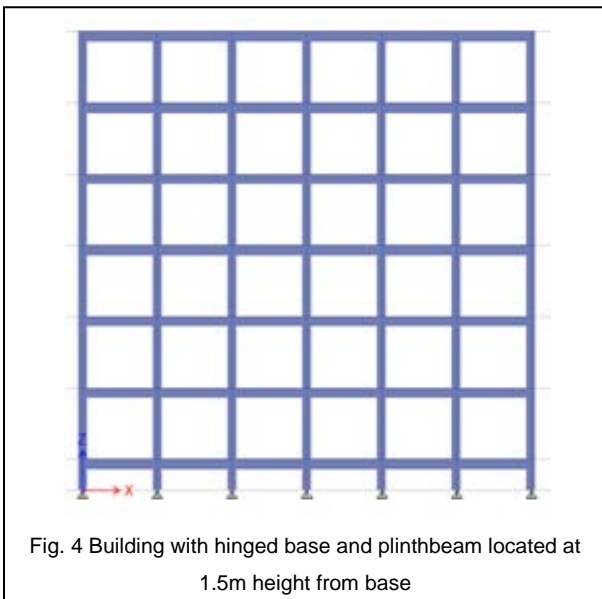 Z
X
Fig. 4 Building with hinged base and plinthbeam located at
1.5m height from base